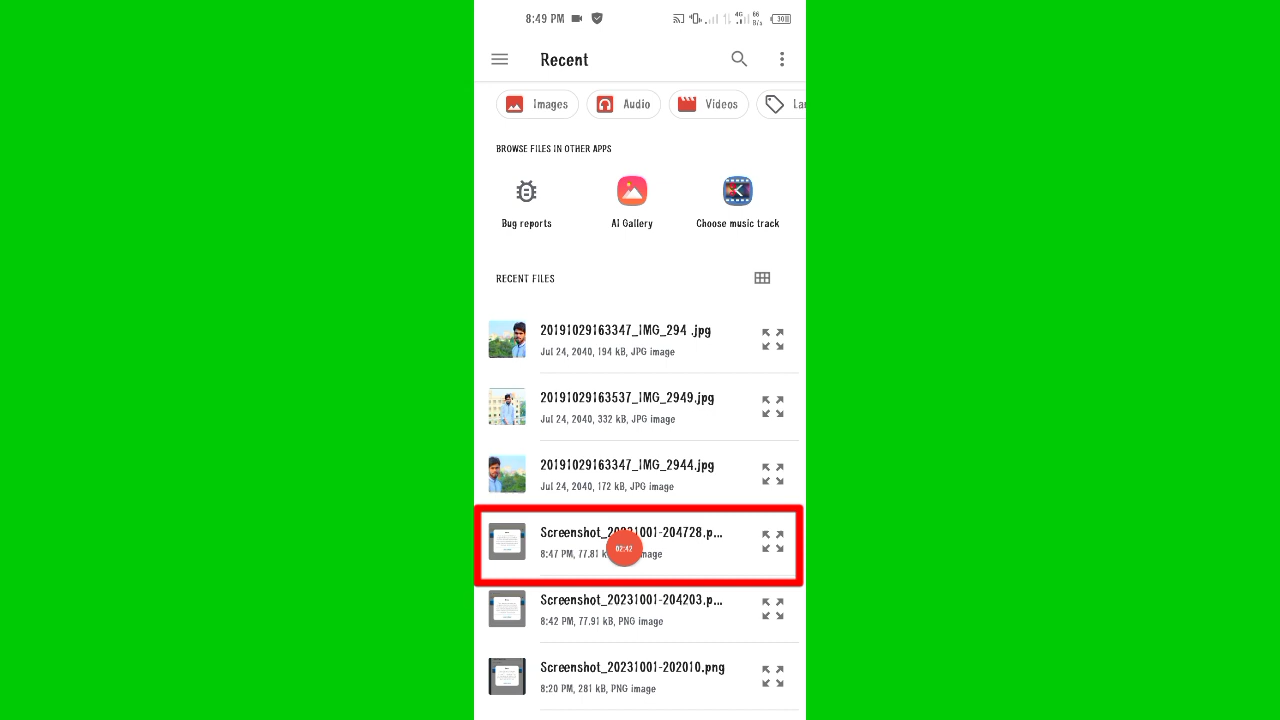 8:49 PM
4G 66 B/s 30
Recent
Images
Audio
Videos
BROWSE FILES IN OTHER APPS
Bug reports
AI Gallery
Choose music track
RECENT FILES
20191029163347_IMG_294 .jpg
Jul 24, 2040, 194 kB, JPG image
20191029163537_IMG_2949.jpg
Jul 24, 2040, 332 kB, JPG image
20191029163347_IMG_2944.jpg
Jul 24, 2040, 172 kB, JPG image
Screenshot_20231001-204728.p...
8:47 PM, 77.81 k
02:42
Screenshot_20231001-204203.p...
8:42 PM, 77.91 kB, PNG image
Screenshot_20231001-202010.png
8:20 PM, 281 kB, PNG image